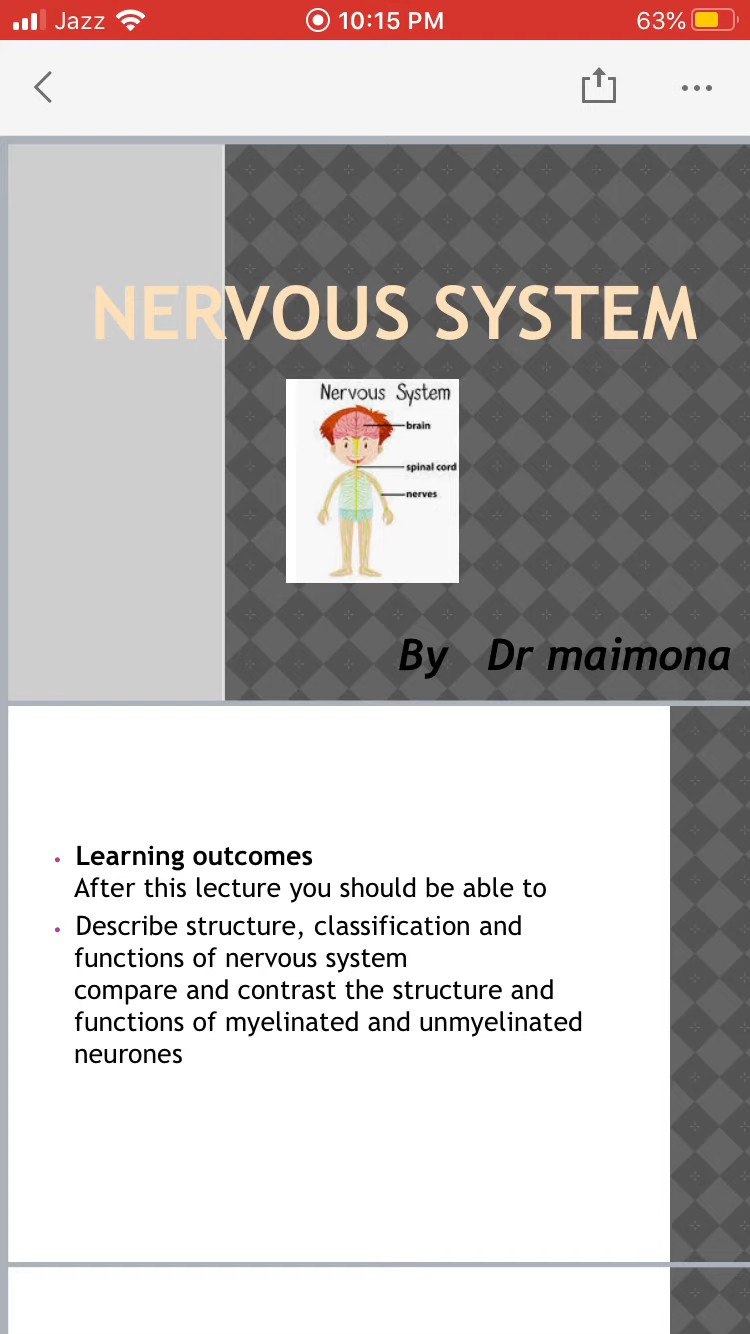 Jazz 10:15 PM 63%
NERVOUS SYSTEM
Nervous System
brain
spinal cord
nerves
By Dr maimona
• Learning outcomes
After this lecture you should be able to
• Describe structure, classification and
functions of nervous system
compare and contrast the structure and
functions of myelinated and unmyelinated
neurones